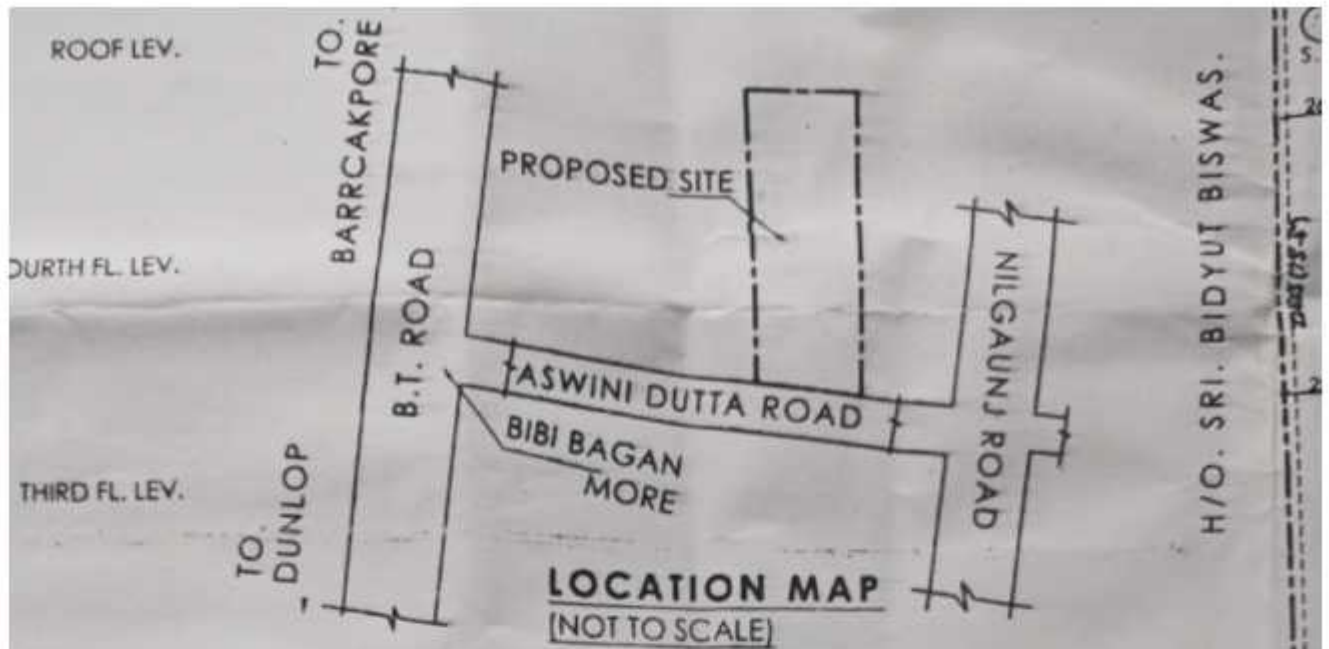 ROOF LEV.
OURTH FL. LEV.
THIRD FL. LEV.
TO.
BARRCAKPORE
B.T. ROAD
TO.
DUNLOP
PROPOSED SITE
ASWINI DUTTA ROAD
BIBI BAGAN
MORE
NILGAUNJ ROAD
LOCATION MAP
(NOT TO SCALE)
H/O. SRI. BIDYUT BISWAS.